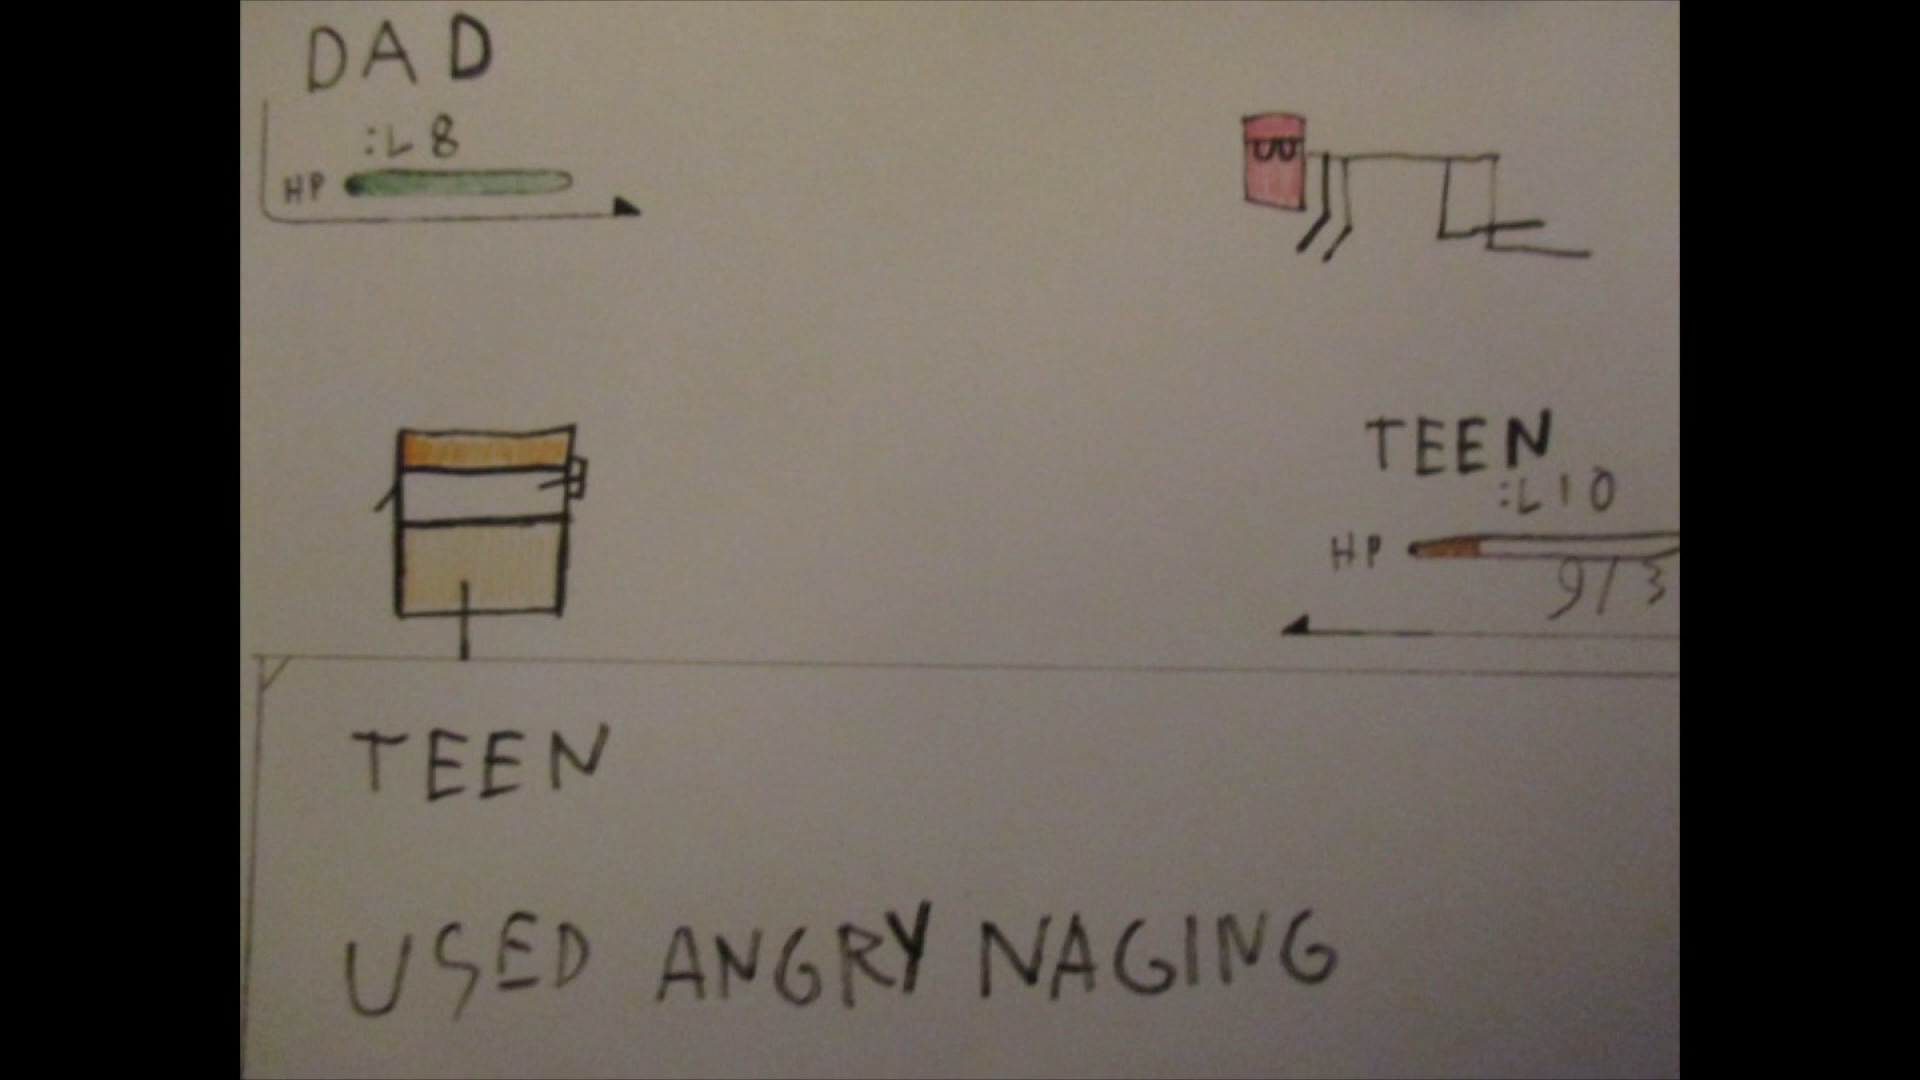 DAD
:L8
HP
TEEN
:L10
HP
9/3
TEEN
USED ANGRY NAGING